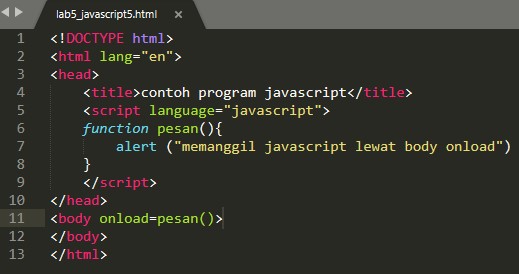 lab5_javascript5.html ×
1 <!DOCTYPE html>
2 <html lang="en">
3 <head>
4 <title>contoh program javascript</title>
5 <script language="javascript">
6 function pesan(){
7 alert ("memanggil javascript lewat body onload")
8 }
9 </script>
10 </head>
11 <body onload=pesan()>
12 </body>
13 </html>